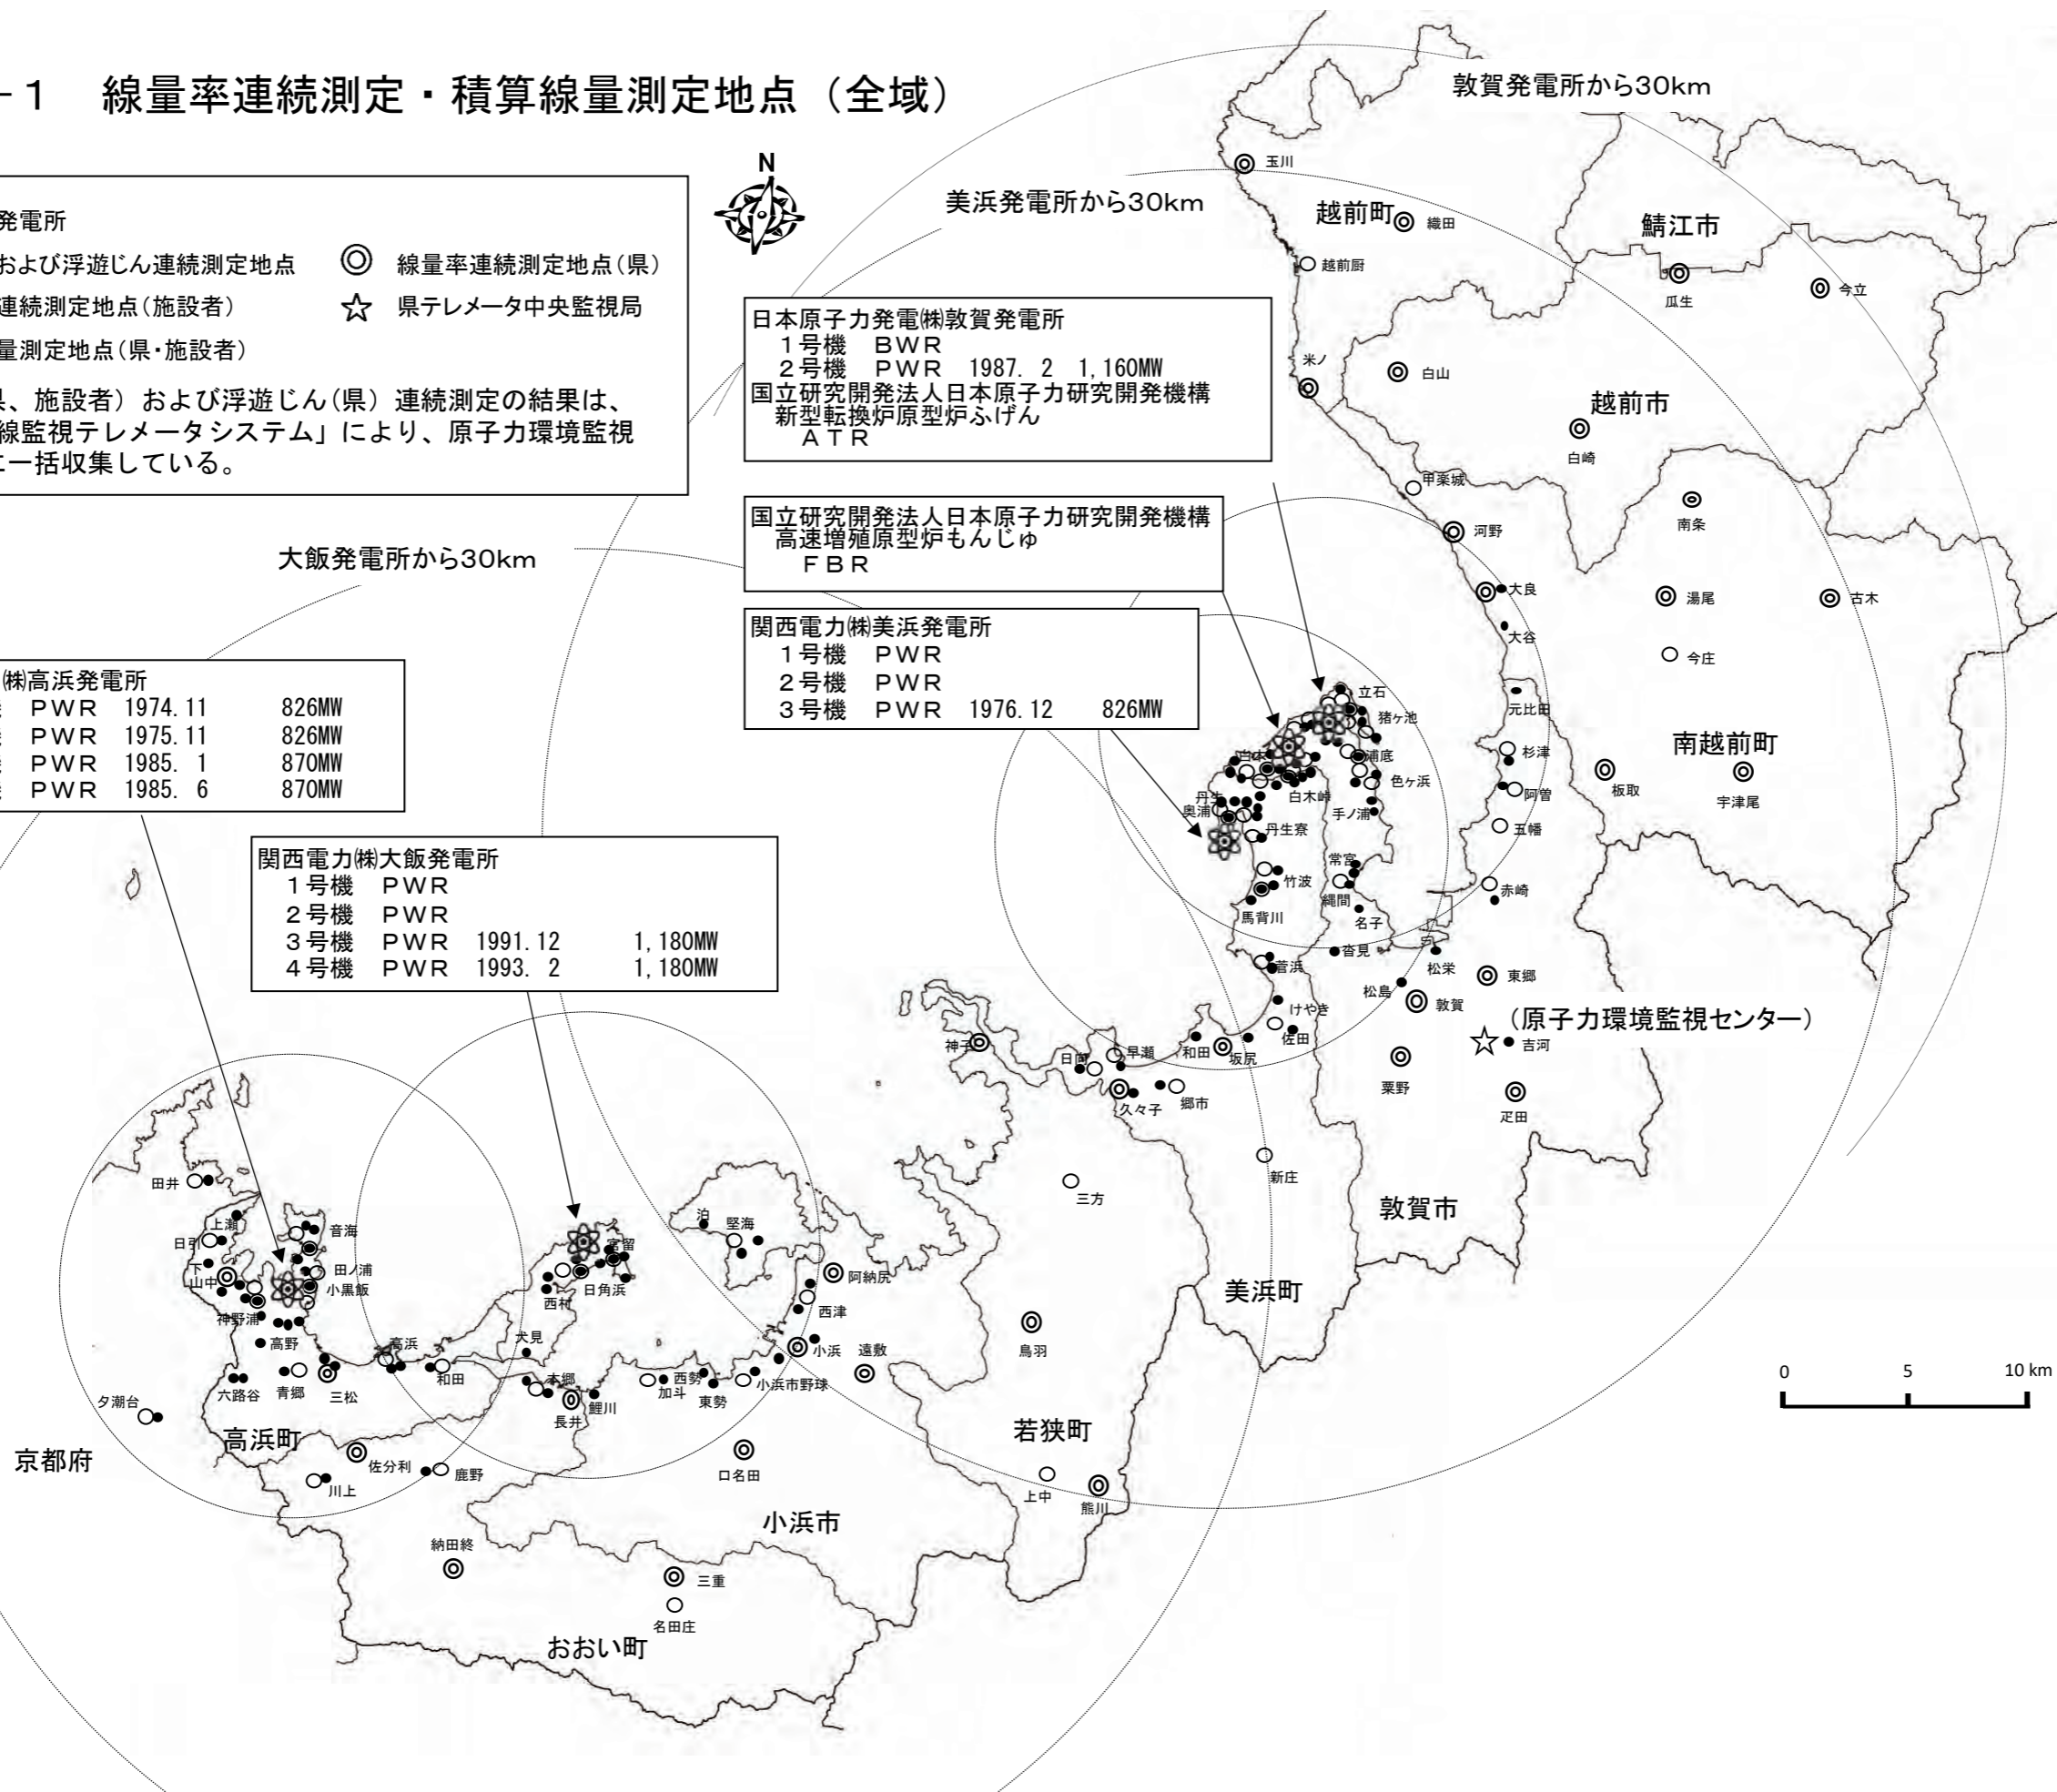 -1 線量率連続測定・積算線量測定地点（全域）
発電所
および浮遊じん連続測定地点
◎ 線量率連続測定地点(県)
連続測定地点(施設者)
☆ 県テレメータ中央監視局
量測定地点(県・施設者)
、施設者）および浮遊じん(県）連続測定の結果は、
線監視テレメータシステム」により、原子力環境監視
一括収集している。
N
敦賀発電所から30km
美浜発電所から30km
大飯発電所から30km
日本原子力発電㈱敦賀発電所
1号機 BWR
2号機 PWR 1987. 2 1,160MW
国立研究開発法人日本原子力研究開発機構
新型転換炉原型炉ふげん
ATR
国立研究開発法人日本原子力研究開発機構
高速増殖原型炉もんじゅ
FBR
関西電力㈱美浜発電所
1号機 PWR
2号機 PWR
3号機 PWR 1976.12 826MW
㈱高浜発電所
PWR 1974.11 826MW
PWR 1975.11 826MW
PWR 1985. 1 870MW
PWR 1985. 6 870MW
関西電力㈱大飯発電所
1号機 PWR
2号機 PWR
3号機 PWR 1991.12 1,180MW
4号機 PWR 1993. 2 1,180MW
玉川
越前町
織田
鯖江市
越前厨
瓜生
今立
米ノ
白山
越前市
白崎
甲楽城
南条
河野
大良
湯尾
古木
大谷
今庄
立石
元比田
猪ヶ池
杉津
南越前町
浦底
色ヶ浜
白木峠
阿曽
板取
宇津尾
丹生
奥浦
手ノ浦
丹生寮
五幡
常宮
竹波
縄間
赤崎
馬背川
名子
沓見
松栄
菅浜
東郷
松島
敦賀
けやき
(原子力環境監視センター)
佐田
吉河
神子
日向
早瀬
和田
坂尻
粟野
久々子
郷市
疋田
新庄
三方
敦賀市
田井
上瀬
音海
日引
泊
堅海
宮留
下
山中
田ノ浦
小黒飯
日角浜
阿納尻
西村
西津
美浜町
神野浦
高野
高浜
犬見
小浜
遠敷
鳥羽
0 5 10 km
六路谷
青郷
三松
和田
本郷
長井
鯉川
加斗
西勢
東勢
小浜市野球
夕潮台
高浜町
若狭町
京都府
佐分利
鹿野
口名田
川上
上中
熊川
小浜市
納田終
三重
名田庄
おおい町